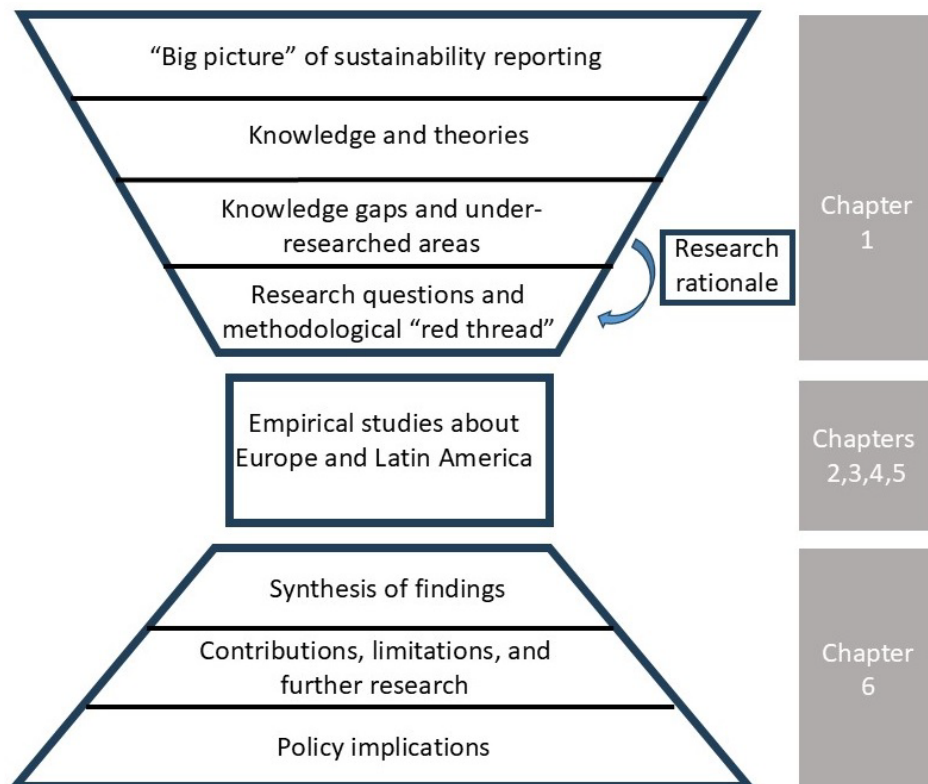 “Big picture” of sustainability reporting
Knowledge and theories
Knowledge gaps and under-
researched areas
Research
rationale
Research questions and
methodological “red thread”
Chapter
1
Empirical studies about
Europe and Latin America
Chapters
2,3,4,5
Synthesis of findings
Contributions, limitations, and
further research
Policy implications
Chapter
6